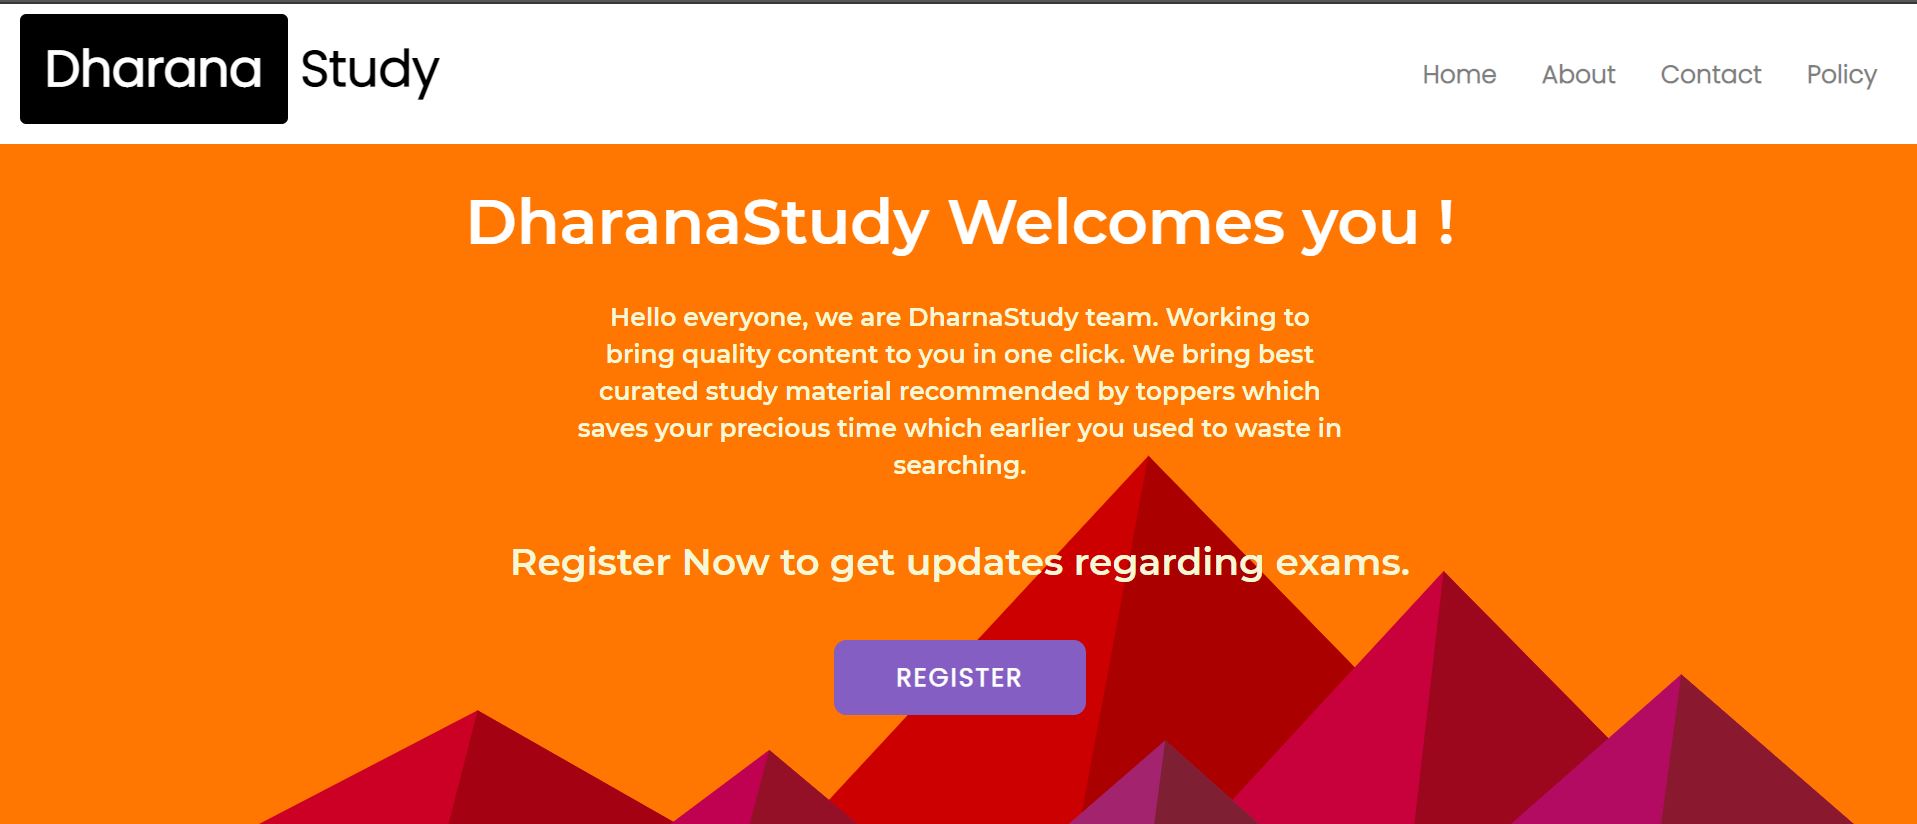 Dharana Study
Home About Contact Policy
DharanaStudy Welcomes you !
Hello everyone, we are DharnaStudy team. Working to
bring quality content to you in one click. We bring best
curated study material recommended by toppers which
saves your precious time which earlier you used to waste in
searching.
Register Now to get updates regarding exams.
REGISTER